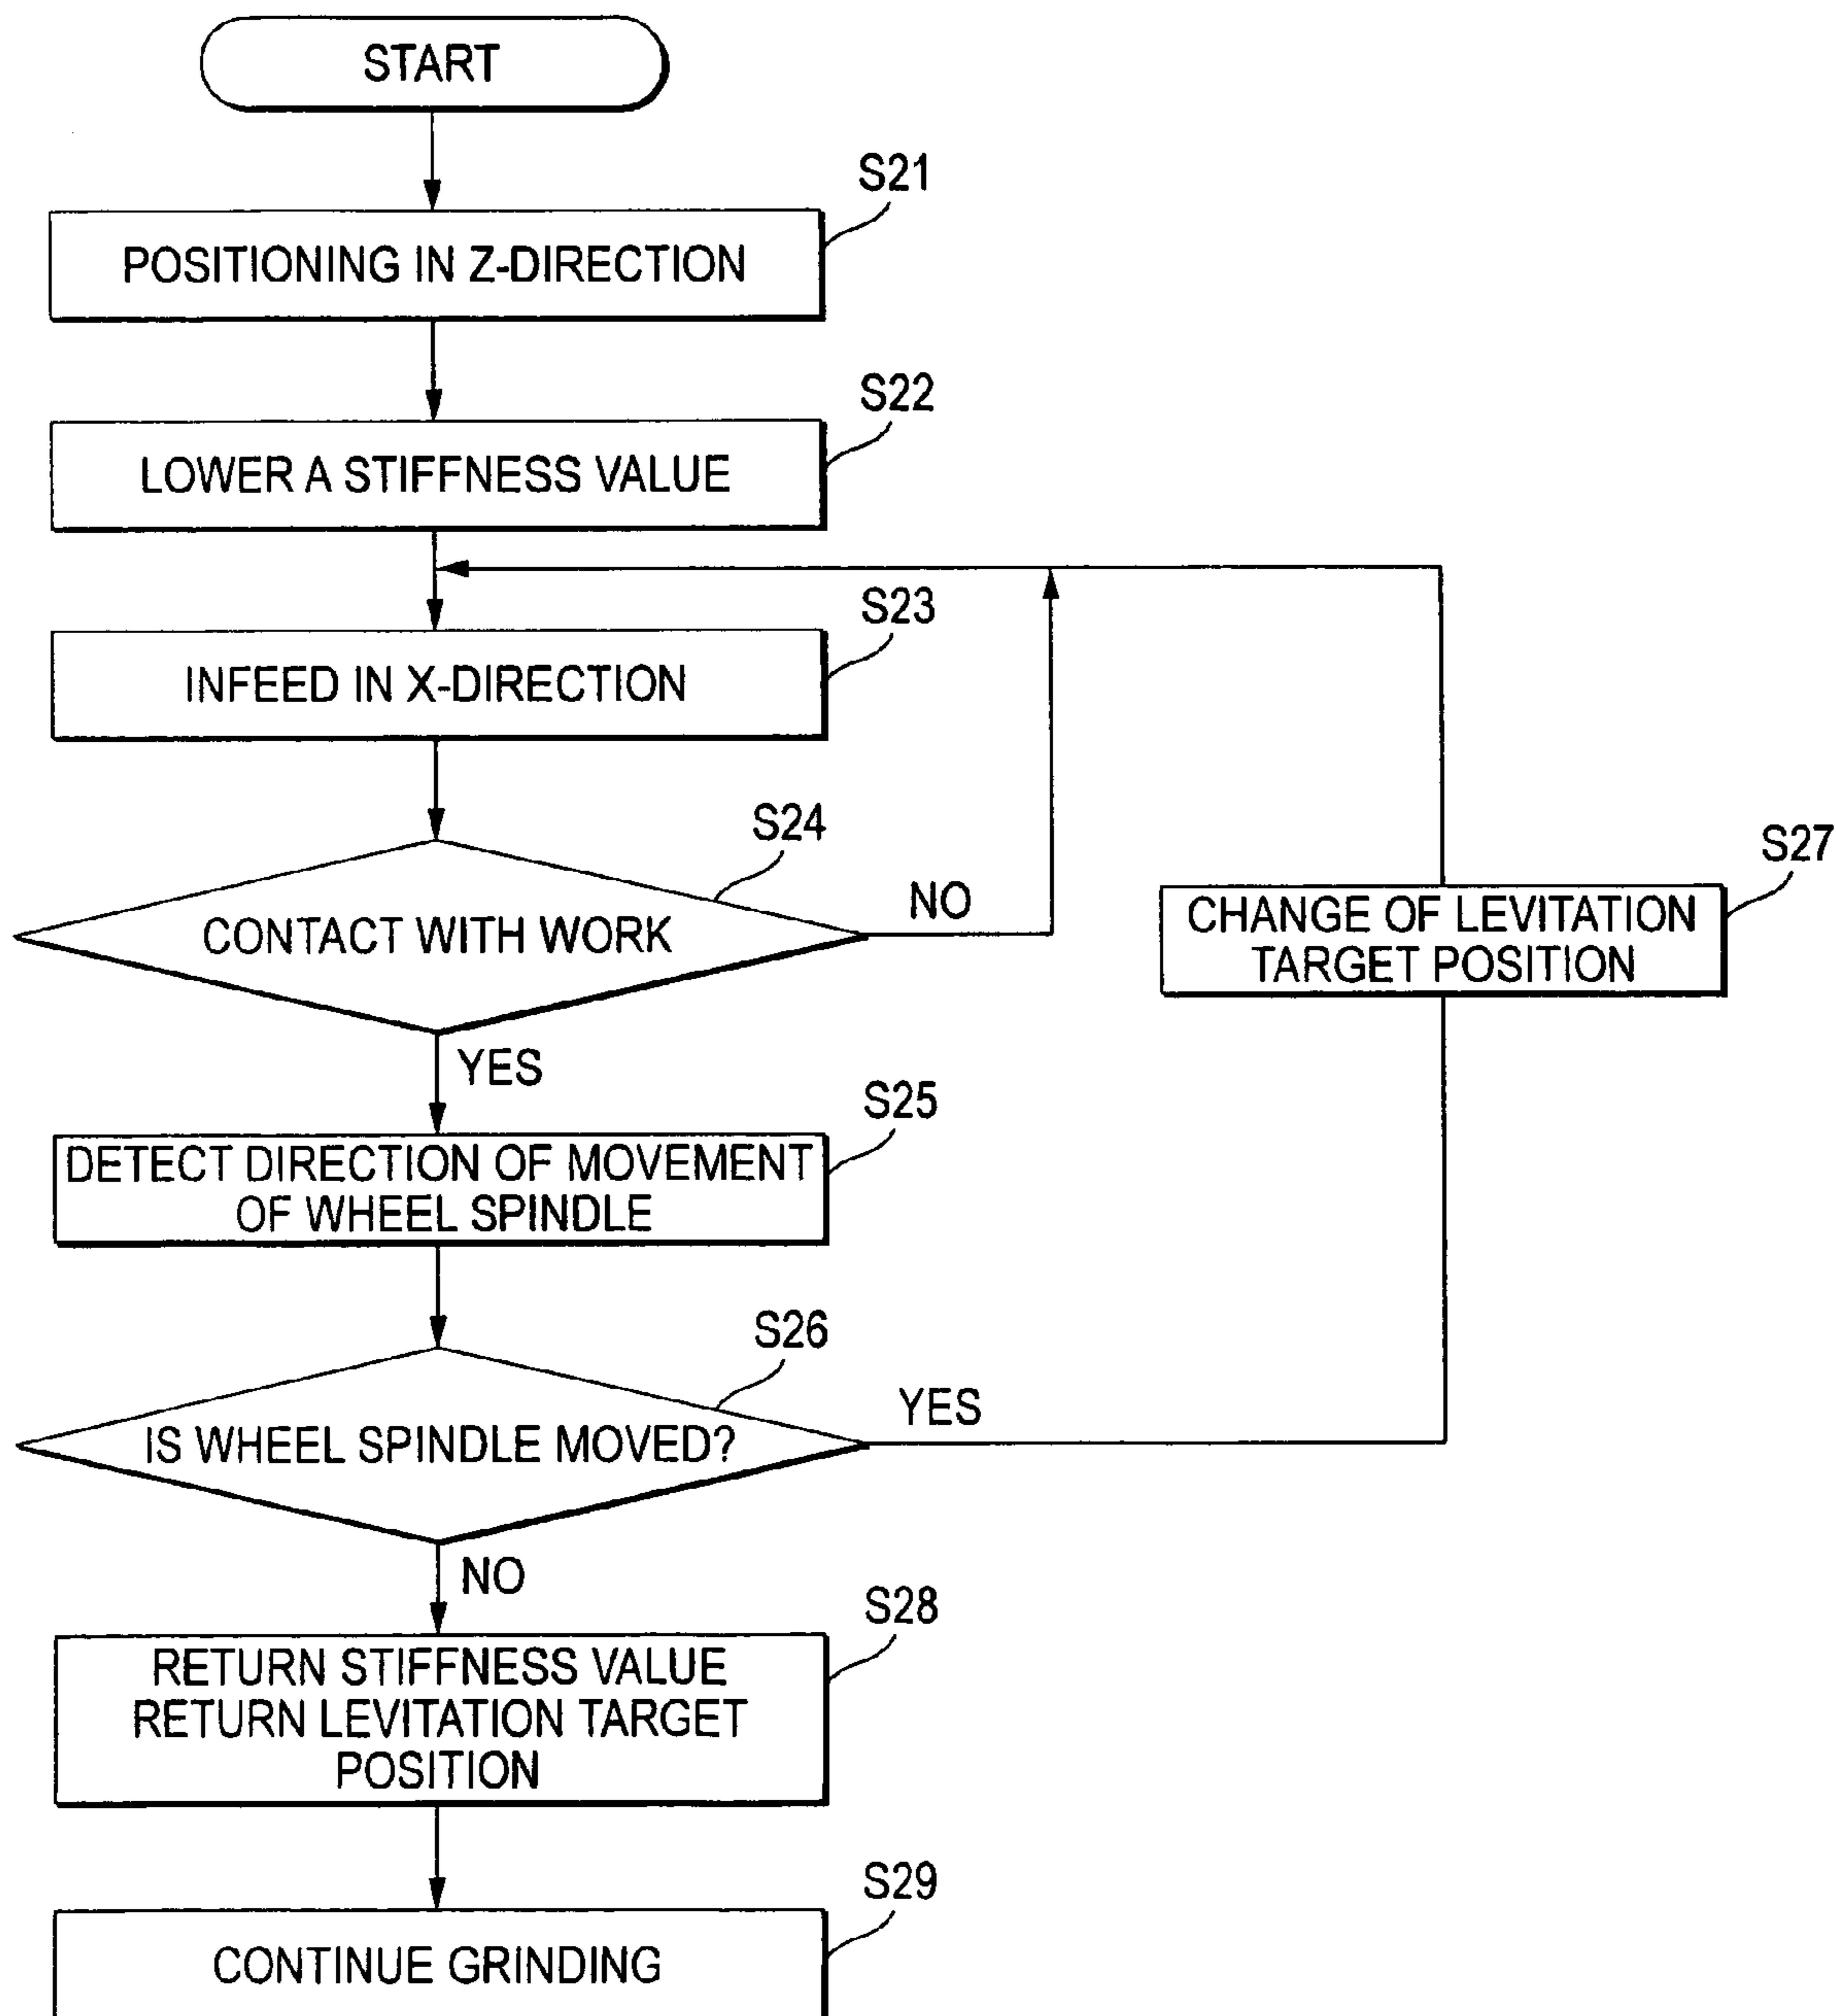 START
S21
POSITIONING IN Z-DIRECTION
S22
LOWER A STIFFNESS VALUE
S23
INFEED IN X-DIRECTION
S24
CONTACT WITH WORK
NO
YES
S27
CHANGE OF LEVITATION
TARGET POSITION
S25
DETECT DIRECTION OF MOVEMENT
OF WHEEL SPINDLE
S26
IS WHEEL SPINDLE MOVED?
YES
NO
S28
RETURN STIFFNESS VALUE
RETURN LEVITATION TARGET
POSITION
S29
CONTINUE GRINDING